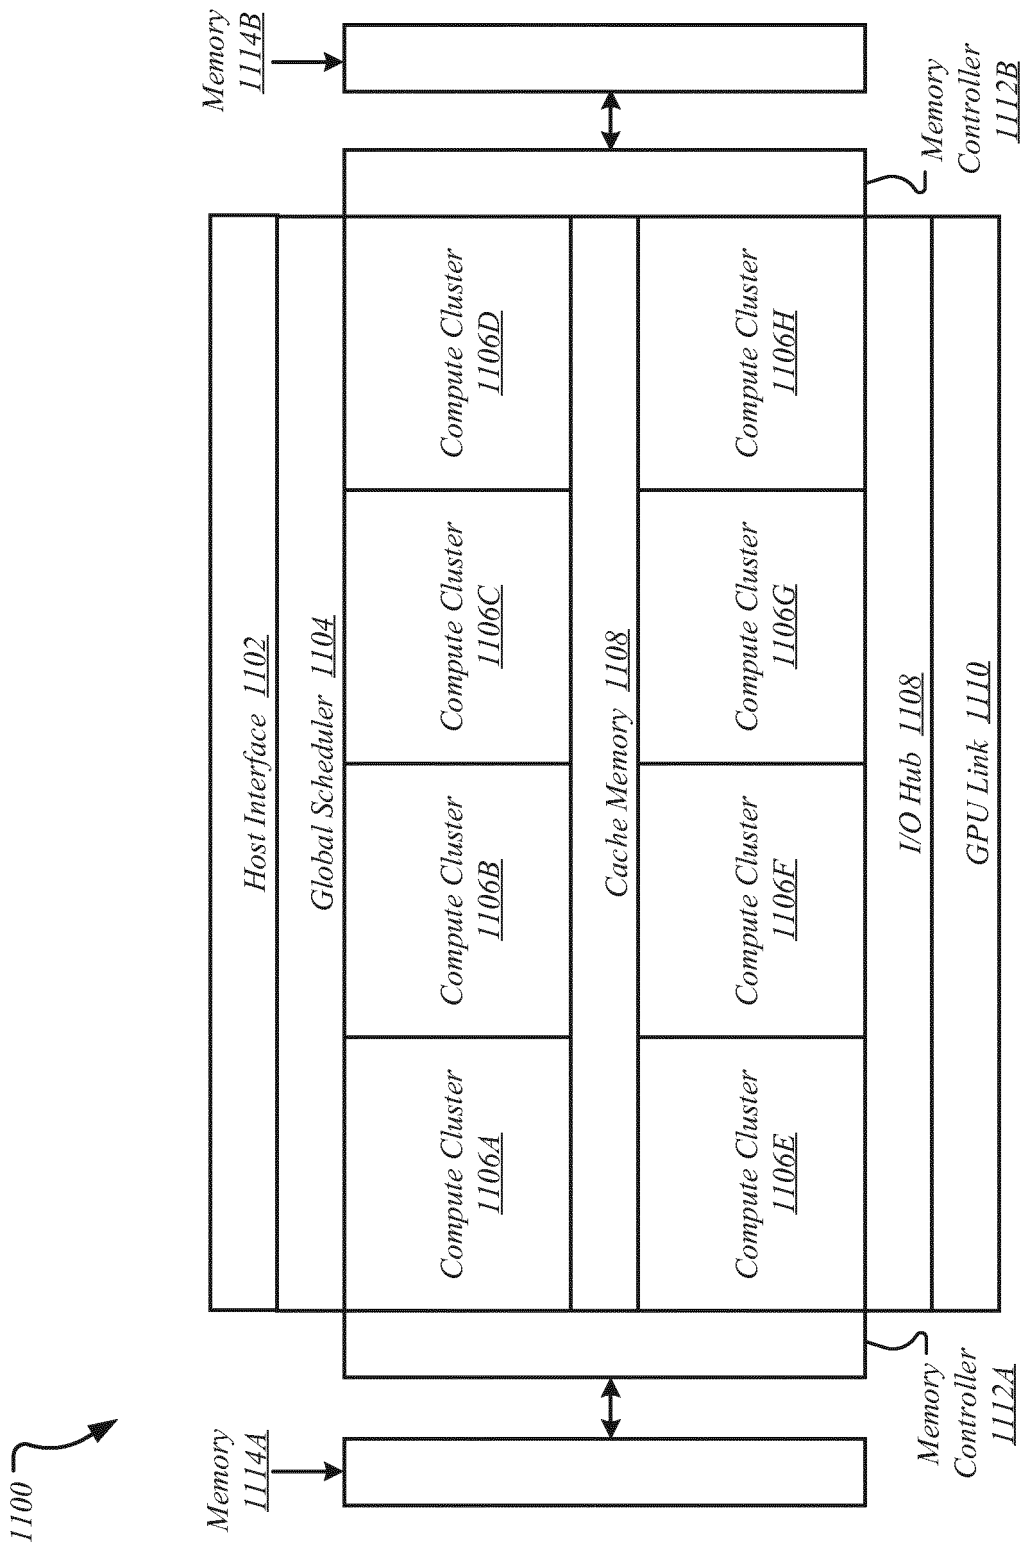 1100
Host Interface 1102
Global Scheduler 1104
Memory
1114A
Memory
1114B
Compute Cluster
1106A
Compute Cluster
1106B
Compute Cluster
1106C
Compute Cluster
1106D
Cache Memory 1108
Compute Cluster
1106E
Compute Cluster
1106F
Compute Cluster
1106G
Compute Cluster
1106H
I/O Hub 1108
Memory
Controller
1112A
Memory
Controller
1112B
GPU Link 1110